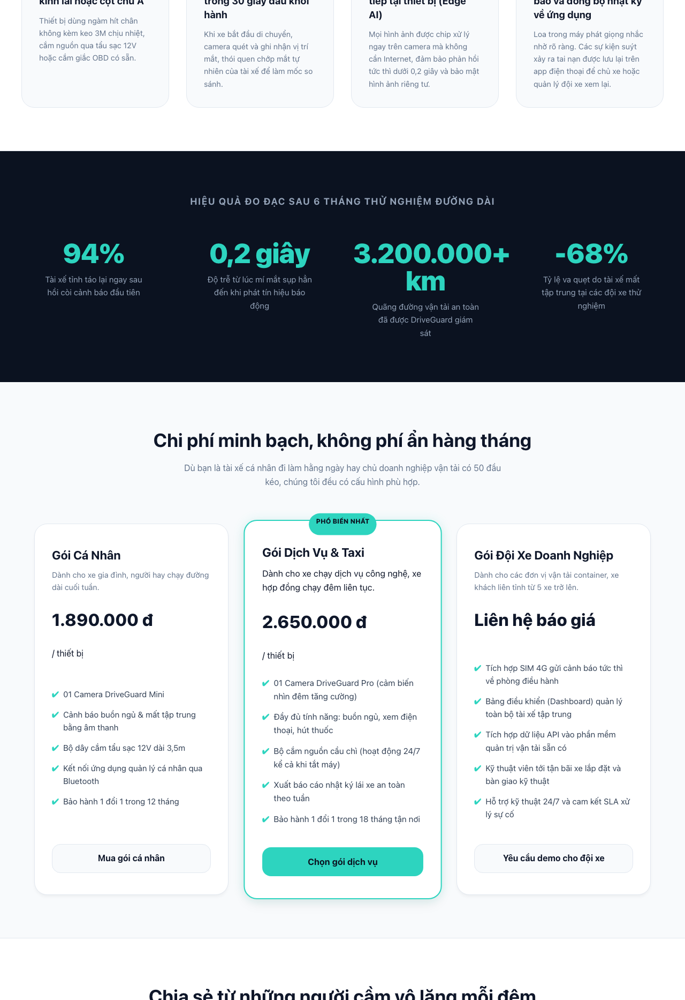 kính lái hoặc cột chữ A
Thiết bị dùng ngàm hít chân
không kèm keo 3M chịu nhiệt,
cắm nguồn qua tẩu sạc 12V
hoặc cắm giắc OBD có sẵn.
trong 30 giây đầu khởi
hành
Khi xe bắt đầu di chuyển,
camera quét và ghi nhận vị trí
mắt, thói quen chớp mắt tự
nhiên của tài xế để làm mốc so
sánh.
tiếp tại thiết bị (Edge
AI)
Mọi hình ảnh được chip xử lý
ngay trên camera mà không
cần Internet, đảm bảo phản hồi
tức thì dưới 0,2 giây và bảo mật
hình ảnh riêng tư.
báo và đồng bộ nhật ký
về ứng dụng
Loa trong máy phát giọng nhắc
nhở rõ ràng. Các sự kiện suýt
xảy ra tai nạn được lưu lại trên
app điện thoại để chủ xe hoặc
quản lý đội xe xem lại.
HIỆU QUẢ ĐO ĐẠC SAU 6 THÁNG THỬ NGHIỆM ĐƯỜNG DÀI
94%
Tài xế tỉnh táo lại ngay sau
hồi còi cảnh báo đầu tiên
0,2 giây
Độ trễ từ lúc mí mắt sụp hẳn
đến khi phát tín hiệu báo
động
3.200.000+
km
Quãng đường vận tải an toàn
đã được DriveGuard giám
sát
-68%
Tỷ lệ va quẹt do tài xế mất
tập trung tại các đội xe thử
nghiệm
Chi phí minh bạch, không phí ẩn hàng tháng
Dù bạn là tài xế cá nhân đi làm hằng ngày hay chủ doanh nghiệp vận tải có 50 đầu
kéo, chúng tôi đều có cấu hình phù hợp.
Gói Cá Nhân
Dành cho xe gia đình, người hay chạy đường
dài cuối tuần.
1.890.000 đ
/ thiết bị
✔ 01 Camera DriveGuard Mini
✔ Cảnh báo buồn ngủ & mất tập trung
bằng âm thanh
✔ Bộ dây cắm tẩu sạc 12V dài 3,5m
✔ Kết nối ứng dụng quản lý cá nhân qua
Bluetooth
✔ Bảo hành 1 đổi 1 trong 12 tháng
Mua gói cá nhân
PHỔ BIẾN NHẤT
Gói Dịch Vụ & Taxi
Dành cho xe chạy dịch vụ công nghệ, xe
hợp đồng chạy đêm liên tục.
2.650.000 đ
/ thiết bị
✔ 01 Camera DriveGuard Pro (cảm biến
nhìn đêm tăng cường)
✔ Đầy đủ tính năng: buồn ngủ, xem điện
thoại, hút thuốc
✔ Bộ cắm nguồn cầu chì (hoạt động 24/7
kể cả khi tắt máy)
✔ Xuất báo cáo nhật ký lái xe an toàn
theo tuần
✔ Bảo hành 1 đổi 1 trong 18 tháng tận nơi
Chọn gói dịch vụ
Gói Đội Xe Doanh Nghiệp
Dành cho các đơn vị vận tải container, xe
khách liên tỉnh từ 5 xe trở lên.
Liên hệ báo giá
✔ Tích hợp SIM 4G gửi cảnh báo tức thì
về phòng điều hành
✔ Bảng điều khiển (Dashboard) quản lý
toàn bộ tài xế tập trung
✔ Tích hợp dữ liệu API vào phần mềm
quản trị vận tải sẵn có
✔ Kỹ thuật viên tới tận bãi xe lắp đặt và
bàn giao kỹ thuật
✔ Hỗ trợ kỹ thuật 24/7 và cam kết SLA xử
lý sự cố
Yêu cầu demo cho đội xe
Chia sẻ từ những người cầm vô lăng mỗi đêm